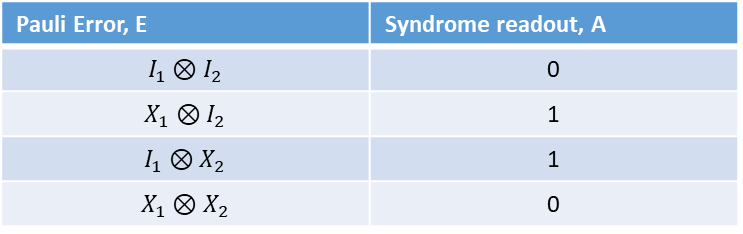 Pauli Error, E Syndrome readout, A
I₁ ⊗ I₂ 0
X₁ ⊗ I₂ 1
I₁ ⊗ X₂ 1
X₁ ⊗ X₂ 0